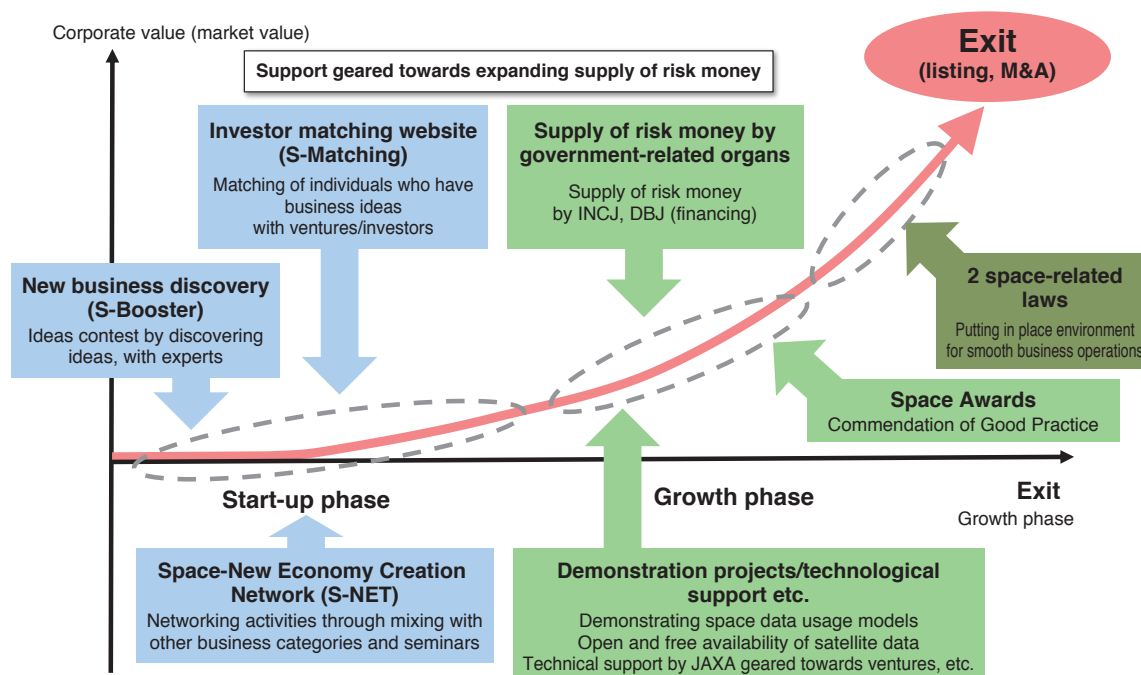 Corporate value (market value)
Exit
(listing, M&A)
Support geared towards expanding supply of risk money
Investor matching website
(S-Matching)
Matching of individuals who have
business ideas
with ventures/investors
Supply of risk money by
government-related organs
Supply of risk money
by INCJ, DBJ (financing)
New business discovery
(S-Booster)
Ideas contest by discovering
ideas, with experts
2 space-related
laws
Putting in place environment
for smooth business operations
Space Awards
Commendation of Good Practice
Start-up phase
Growth phase
Exit
Growth phase
Space-New Economy Creation
Network (S-NET)
Networking activities through mixing with
other business categories and seminars
Demonstration projects/technological
support etc.
Demonstrating space data usage models
Open and free availability of satellite data
Technical support by JAXA geared towards ventures, etc.